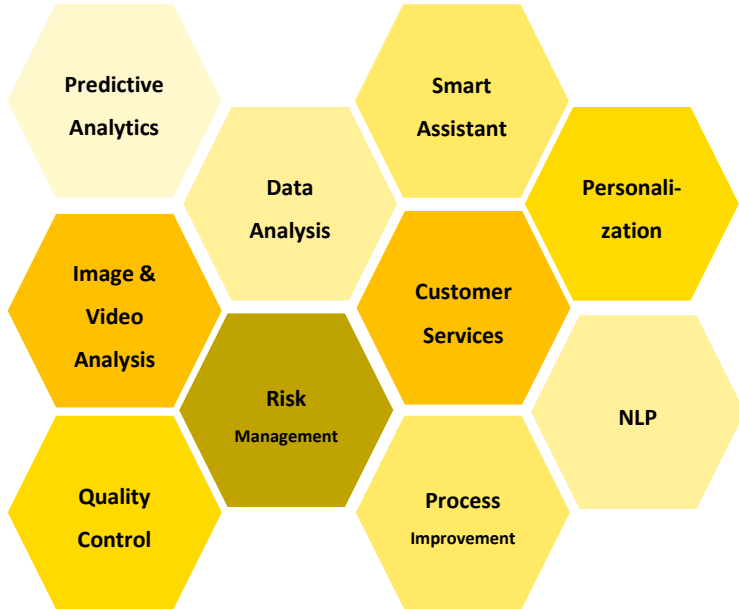 Predictive
Analytics
Smart
Assistant
Data
Analysis
Personali-
zation
Image &
Video
Analysis
Customer
Services
Risk
Management
NLP
Quality
Control
Process
Improvement